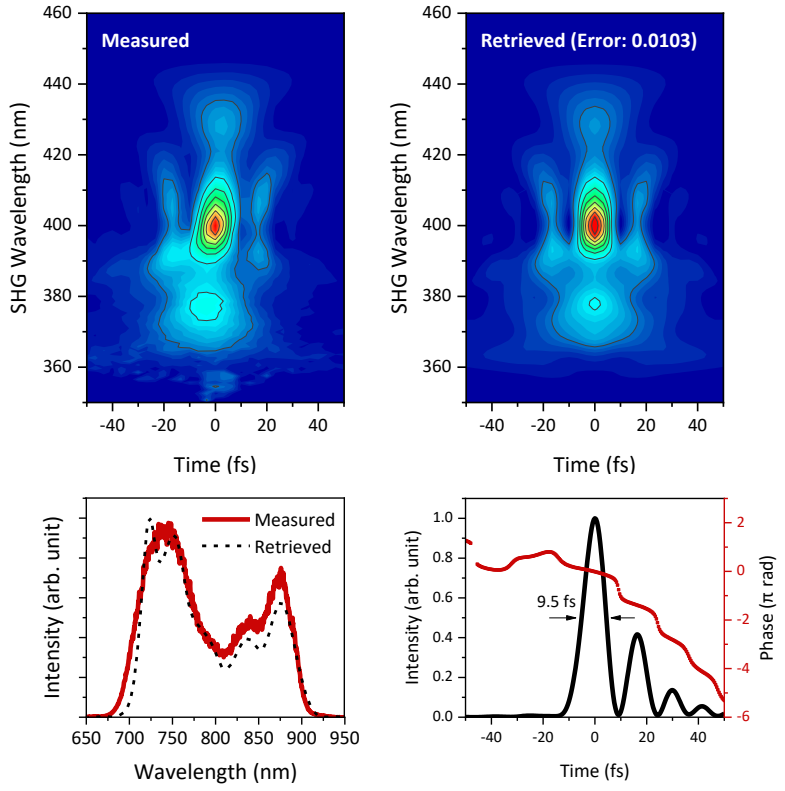 Measured
460
440
420
400
380
360
SHG Wavelength (nm)
-40 -20 0 20 40
Time (fs)
Retrieved (Error: 0.0103)
460
440
420
400
380
360
SHG Wavelength (nm)
-40 -20 0 20 40
Time (fs)
Intensity (arb. unit)
Measured
Retrieved
650 700 750 800 850 900 950
Wavelength (nm)
1.0
0.8
0.6
0.4
0.2
0.0
Intensity (arb. unit)
9.5 fs
2
0
-2
-4
-6
Phase (π rad)
-40 -20 0 20 40
Time (fs)